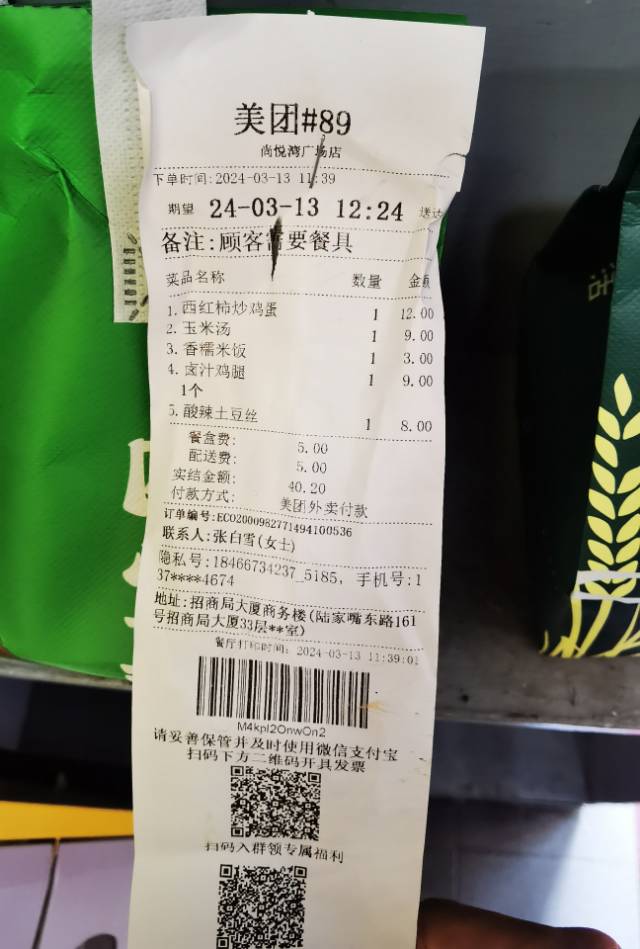 美团#89
尚悦湾广场店
下单时间:2024-03-13 11:39
期望 24-03-13 12:24 送达
备注:顾客需要餐具
菜品名称 数量 金额
1. 西红柿炒鸡蛋 1 12.00
2. 玉米汤 1 9.00
3. 香糯米饭 1 3.00
4. 卤汁鸡腿 1 9.00
1个
5. 酸辣土豆丝 1 8.00
餐盒费: 5.00
配送费: 5.00
实结金额: 40.20
付款方式: 美团外卖付款
订单编号:ECO2000982771494100536
联系人:张白雪(女士)
隐私号:18466734237_5185, 手机号:1
37****4674
地址:招商局大厦商务楼(陆家嘴东路161
号招商局大厦33层**室)
餐厅打印时间: 2024-03-13 11:39:01
M4kpl2OnwOn2
请妥善保管并及时使用微信支付宝
扫码下方二维码开具发票
扫码入群领专属福利